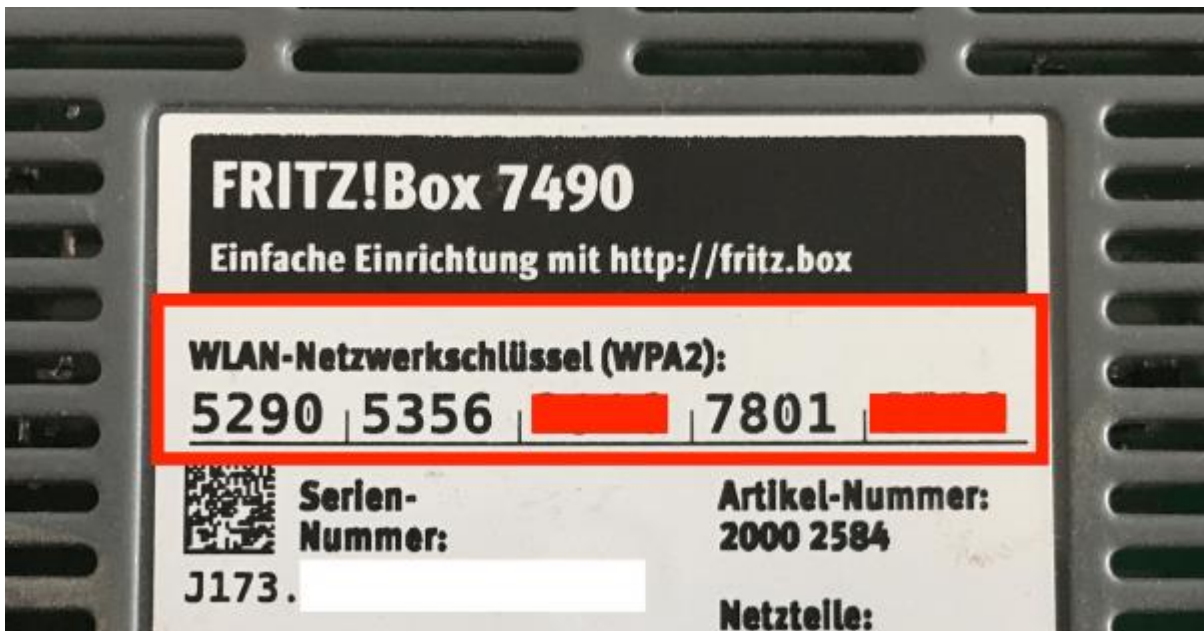 FRITZ!Box 7490
Einfache Einrichtung mit http://fritz.box
WLAN-Netzwerkschlüssel (WPA2):
5290 5356 7801
Serien-
Nummer:
J173.
Artikel-Nummer:
2000 2584
Netzteile: